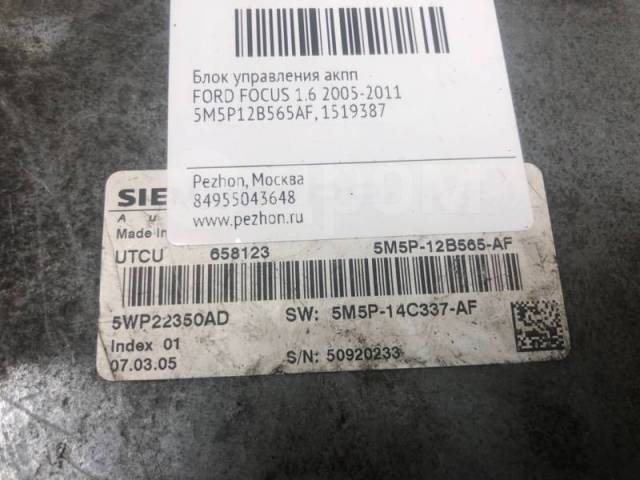 Блок управления акпп
FORD FOCUS 1.6 2005-2011
5M5P12B565AF, 1519387
Pezhon, Москва
84955043648
www.pezhon.ru
SIE
Made in
UTCU 658123 5M5P-12B565-AF
5WP22350AD SW: 5M5P-14C337-AF
Index 01
07.03.05 S/N: 50920233